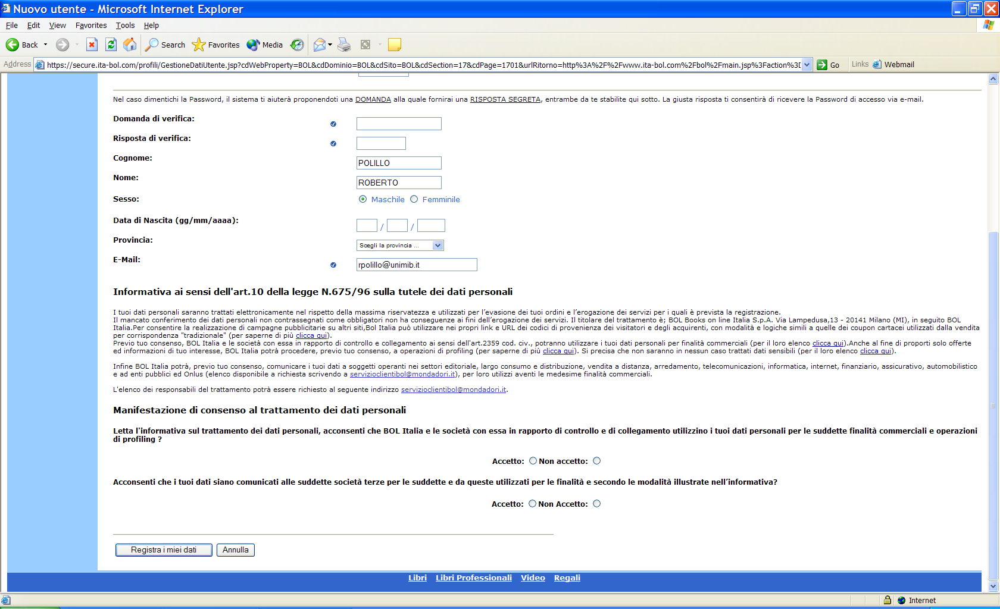 Nuovo utente - Microsoft Internet Explorer
File Edit View Favorites Tools Help
Back Search Favorites Media
Address https://secure.ita-bol.com/profili/GestioneDatiUtente.jsp?cdWebProperty=BOL&cdDominio=BOL&cdSito=BOL&cdSection=17&cdPage=1701&urlRitorno=http%3A%2F%2Fwww.ita-bol.com%2Fbol%2Fmain.jsp%3Faction%3D Go Links Webmail
Nel caso dimentichi la Password, il sistema ti aiuterà proponendoti una DOMANDA alla quale fornirai una RISPOSTA SEGRETA, entrambe da te stabilite qui sotto. La giusta risposta ti consentirà di ricevere la Password di accesso via e-mail.
Domanda di verifica:
Risposta di verifica:
Cognome: POLILLO
Nome: ROBERTO
Sesso: Maschile Femminile
Data di Nascita (gg/mm/aaaa): / /
Provincia: Scegli la provincia ...
E-Mail: rpolillo@unimib.it
Informativa ai sensi dell'art.10 della legge N.675/96 sulla tutele dei dati personali
I tuoi dati personali saranno trattati elettronicamente nel rispetto della massima riservatezza e utilizzati per l'evasione dei tuoi ordini e l'erogazione dei servizi per i quali è prevista la registrazione.
Il mancato conferimento dei dati personali non contrassegnati come obbligatori non ha conseguenze ai fini dell'erogazione dei servizi. Il titolare del trattamento è; BOL Books on line Italia S.p.A. Via Lampedusa,13 - 20141 Milano (MI), in seguito BOL
Italia.Per consentire la realizzazione di campagne pubblicitarie su altri siti,Bol Italia può utilizzare nei propri link e URL dei codici di provenienza dei visitatori e degli acquirenti, con modalità e logiche simili a quelle dei coupon cartacei utilizzati dalla vendita
per corrispondenza "tradizionale" (per saperne di più clicca qui).
Previo tuo consenso, BOL Italia e le società con essa in rapporto di controllo e collegamento ai sensi dell'art.2359 cod. civ., potranno utilizzare i tuoi dati personali per finalità commerciali (per il loro elenco clicca qui).Anche al fine di proporti solo offerte
ed informazioni di tuo interesse, BOL Italia potrà procedere, previo tuo consenso, a operazioni di profiling (per saperne di più clicca qui). Si precisa che non saranno in nessun caso trattati dati sensibili (per il loro elenco clicca qui).
Infine BOL Italia potrà, previo tuo consenso, comunicare i tuoi dati a soggetti operanti nei settori editoriale, largo consumo e distribuzione, vendita a distanza, arredamento, telecomunicazioni, informatica, internet, finanziario, assicurativo, automobilistico
e ad enti pubblici ed Onlus (elenco disponibile a richiesta scrivendo a servizioclientibol@mondadori.it), per loro utilizzi aventi le medesime finalità commerciali.
L'elenco dei responsabili del trattamento potrà essere richiesto al seguente indirizzo servizioclientibol@mondadori.it.
Manifestazione di consenso al trattamento dei dati personali
Letta l'informativa sul trattamento dei dati personali, acconsenti che BOL Italia e le società con essa in rapporto di controllo e di collegamento utilizzino i tuoi dati personali per le suddette finalità commerciali e operazioni
di profiling ?
Accetto: Non accetto:
Acconsenti che i tuoi dati siano comunicati alle suddette società terze per le suddette e da queste utilizzati per le finalità e secondo le modalità illustrate nell'informativa?
Accetto: Non Accetto:
Registra i miei dati Annulla
Libri Libri Professionali Video Regali
Internet